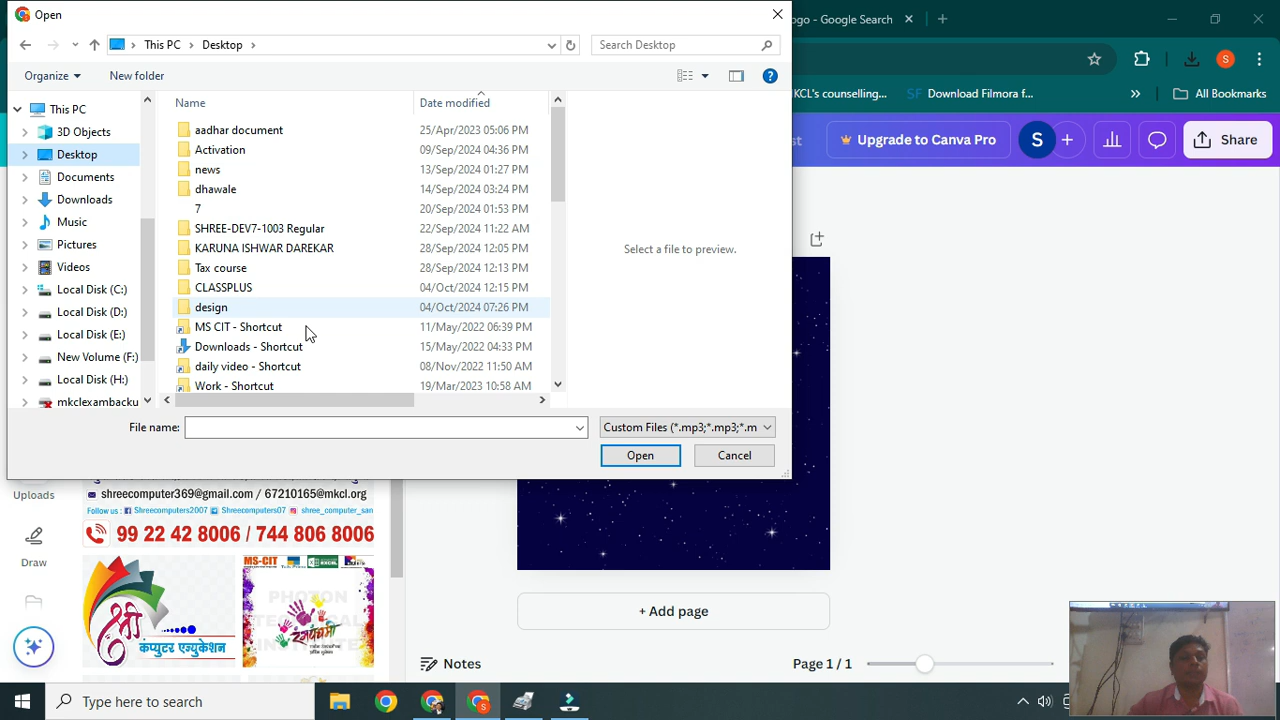 Open
ogo - Google Search
This PC
Desktop
Search Desktop
Organize
New folder
KCL's counselling...
Download Filmora f...
»
All Bookmarks
S
st
Upgrade to Canva Pro
S
Share
This PC
3D Objects
Desktop
Documents
Downloads
Music
Pictures
Videos
Local Disk (C:)
Local Disk (D:)
Local Disk (E:)
New Volume (F:)
Local Disk (H:)
mkclexambacku
Name Date modified
aadhar document 25/Apr/2023 05:06 PM
Activation 09/Sep/2024 04:36 PM
news 13/Sep/2024 01:27 PM
dhawale 14/Sep/2024 03:24 PM
7 20/Sep/2024 01:53 PM
SHREE-DEV7-1003 Regular 22/Sep/2024 11:22 AM
KARUNA ISHWAR DAREKAR 28/Sep/2024 12:05 PM
Tax course 28/Sep/2024 12:13 PM
CLASSPLUS 04/Oct/2024 12:15 PM
design 04/Oct/2024 07:26 PM
MS CIT - Shortcut 11/May/2022 06:39 PM
Downloads - Shortcut 15/May/2022 04:33 PM
daily video - Shortcut 08/Nov/2022 11:50 AM
Work - Shortcut 19/Mar/2023 10:58 AM
Select a file to preview.
File name:
Custom Files (*.mp3;*.mp3;*.m
Open
Cancel
Uploads
Draw
shreecomputer369@gmail.com / 67210165@mkcl.org
Follow us : Shreecomputers2007 Shreecomputers07 shree_computer_san
99 22 42 8006 / 744 806 8006
श्री
कंप्युटर एज्युकेशन
MS-CIT
EXCEL
रंगपंचमी
+ Add page
Notes
Page 1 / 1
Type here to search